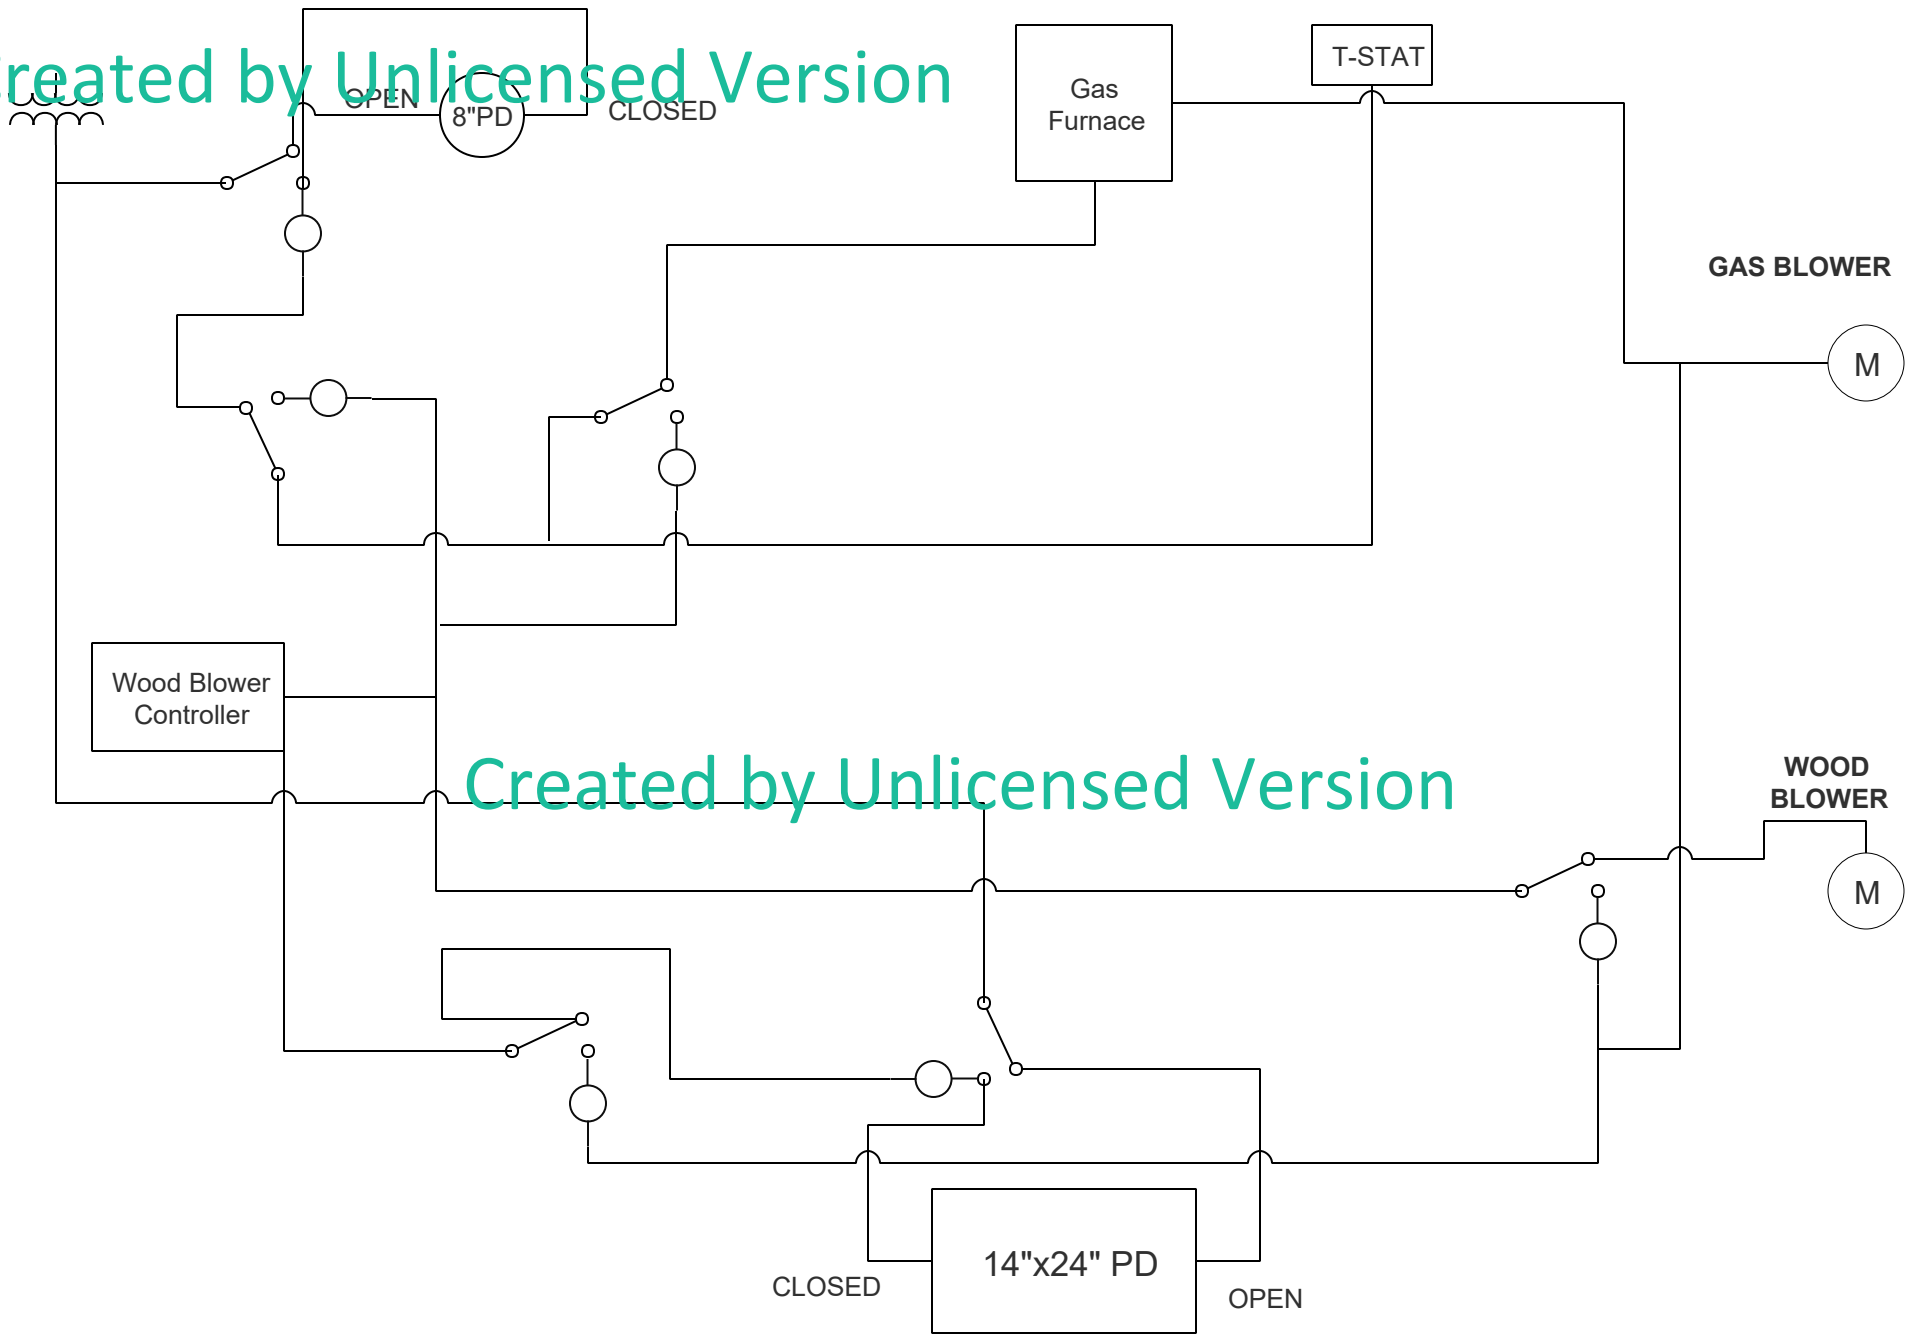 Created by Unlicensed Version
OPEN
8"PD
CLOSED
Gas
Furnace
T-STAT
GAS BLOWER
M
Wood Blower
Controller
Created by Unlicensed Version
WOOD
BLOWER
M
14"x24" PD
CLOSED
OPEN